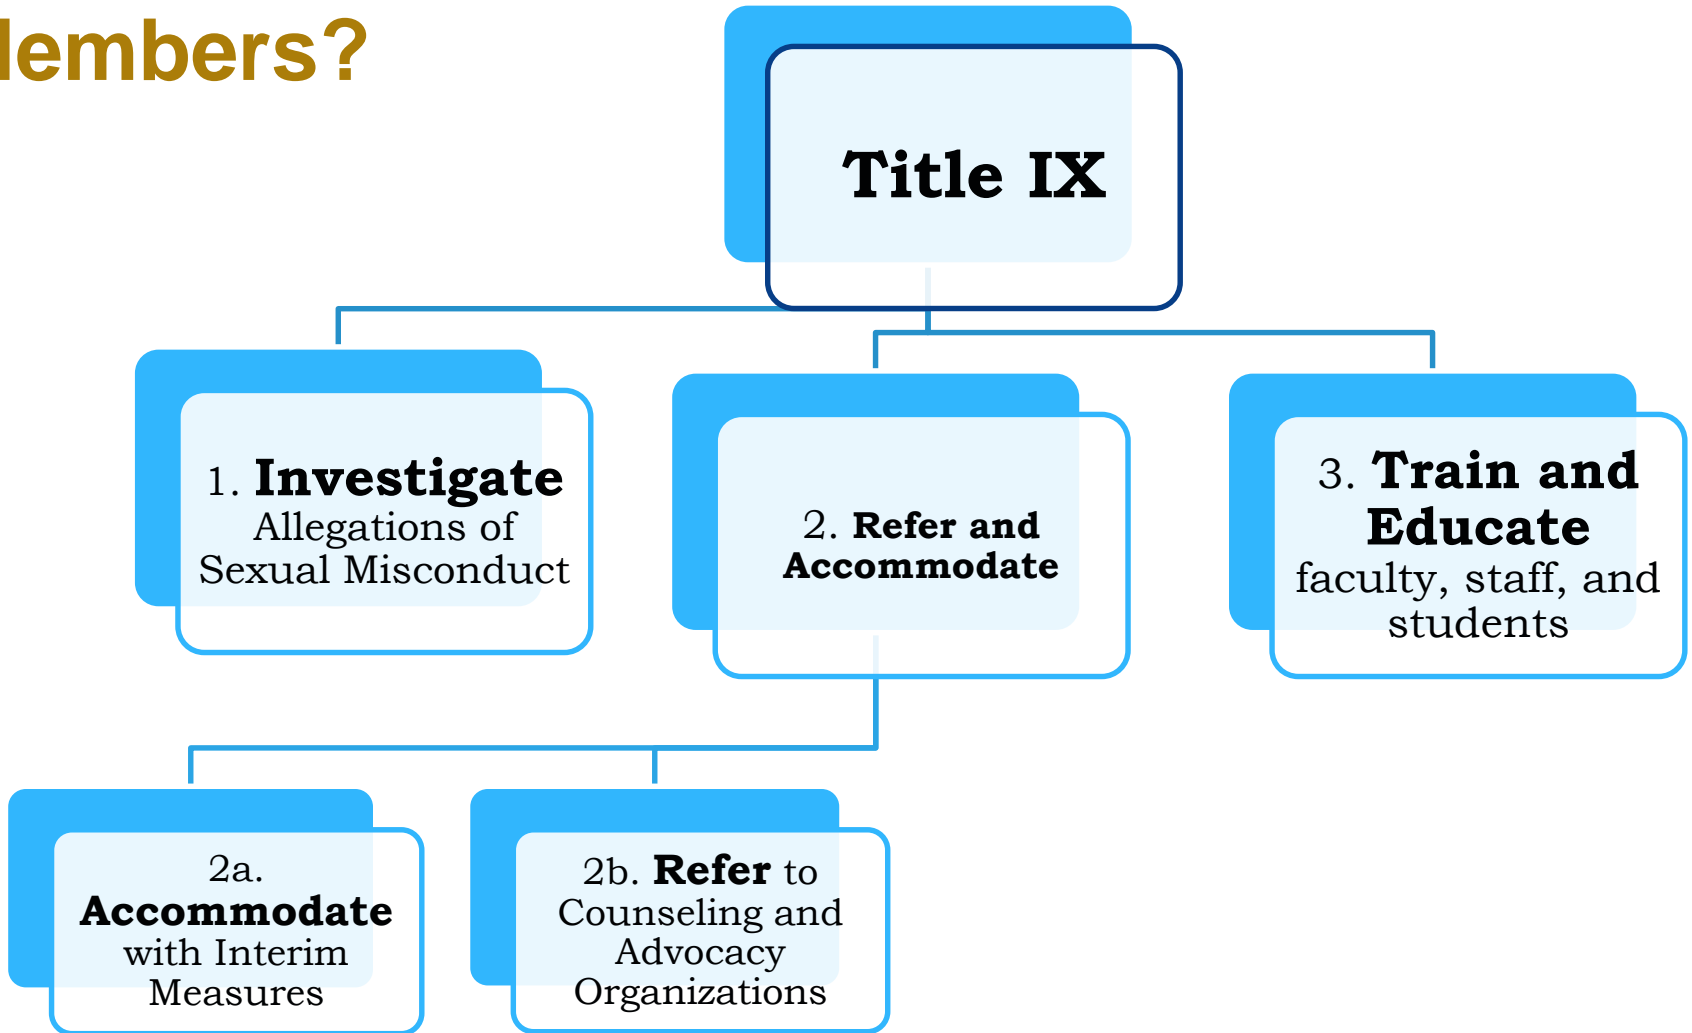 embers?
Title IX
1. Investigate
Allegations of
Sexual Misconduct
2. Refer and
Accommodate
3. Train and
Educate
faculty, staff, and
students
2a.
Accommodate
with Interim
Measures
2b. Refer to
Counseling and
Advocacy
Organizations